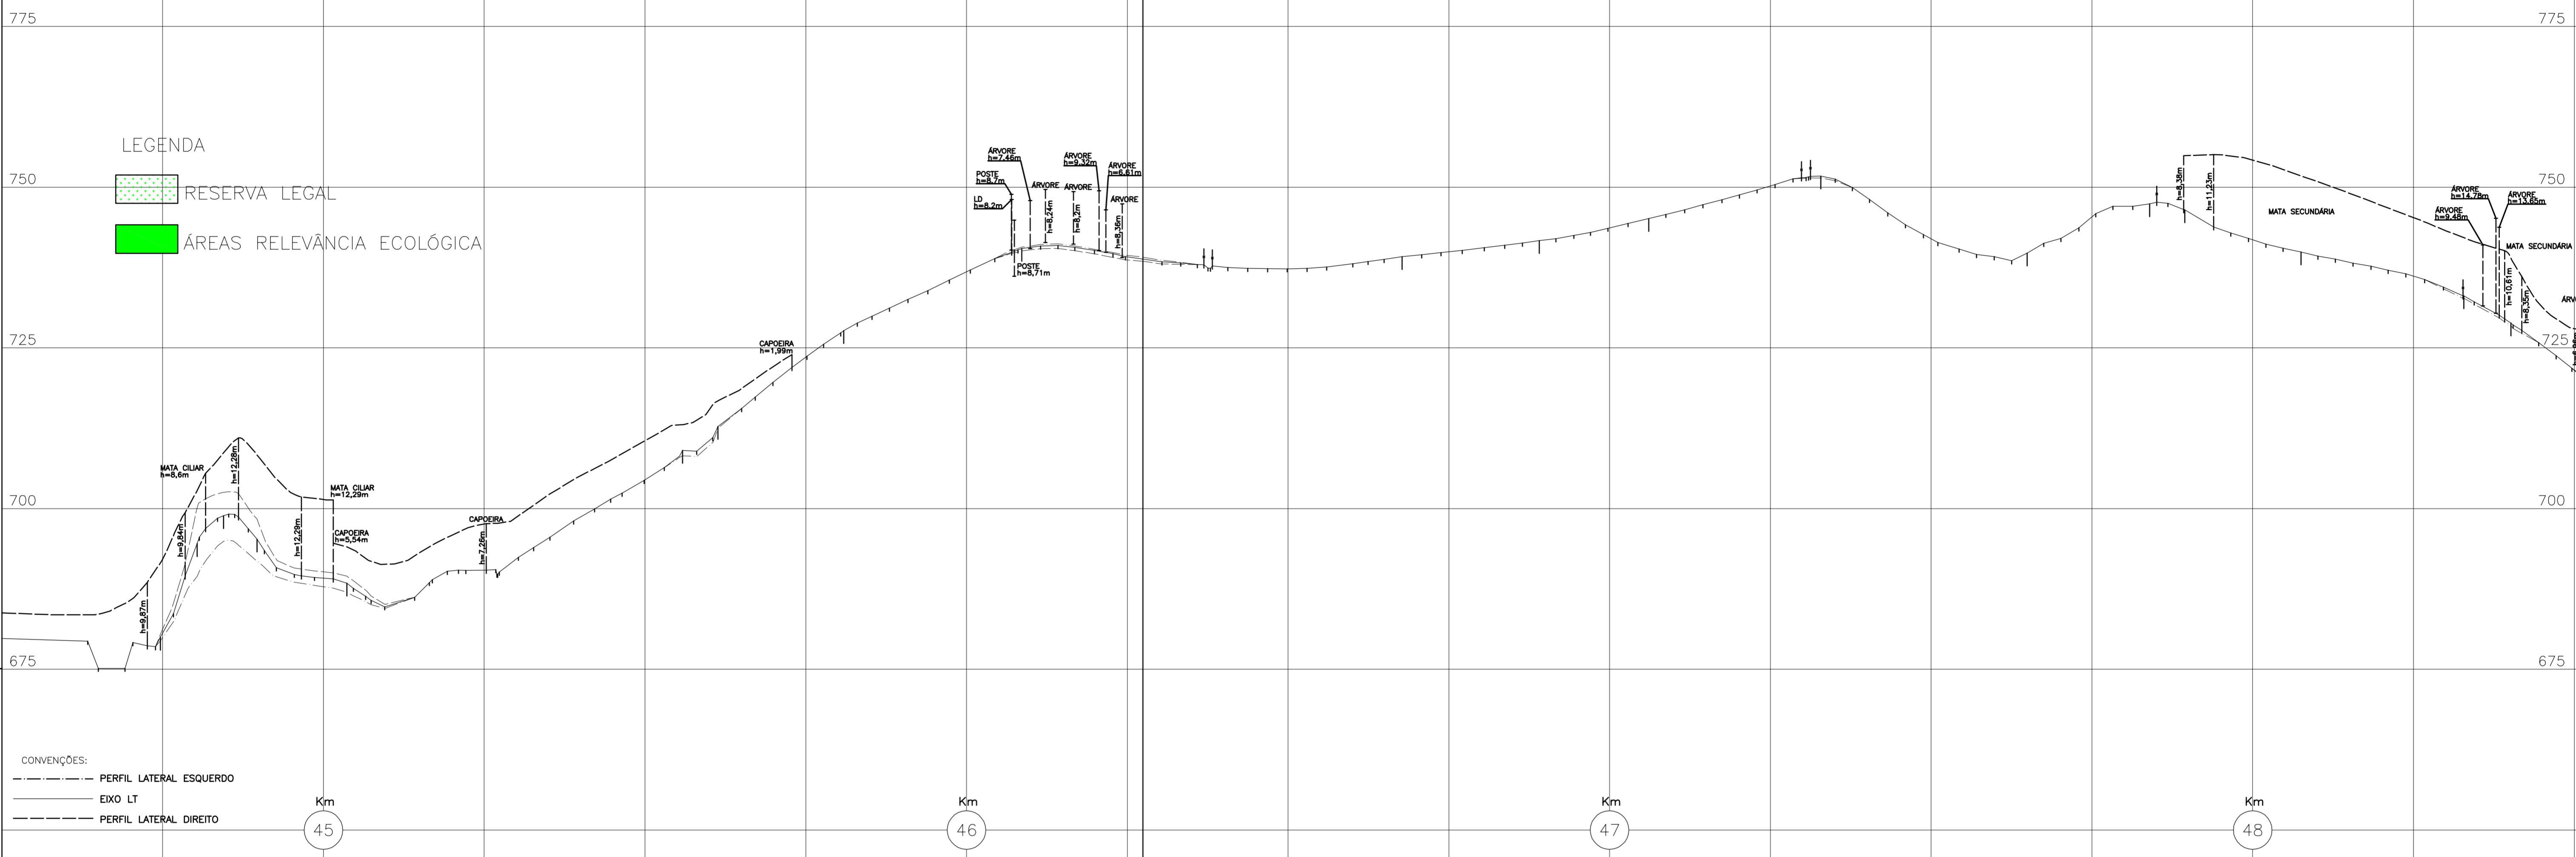 775
775
LEGENDA
RESERVA LEGAL
ÁREAS RELEVÂNCIA ECOLÓGICA
750
750
ÁRVORE
h=7.46m
POSTE
h=8.7m
LD
h=8.2m
ÁRVORE
h=8,24m
ÁRVORE
h=8,2m
ÁRVORE
h=9.32m
ÁRVORE
h=6.61m
ÁRVORE
h=8,36m
POSTE
h=8,71m
h=8,38m
h=11,23m
MATA SECUNDÁRIA
ÁRVORE
h=14.78m
ÁRVORE
h=9.48m
ÁRVORE
h=13.65m
MATA SECUNDÁRIA
h=10,61m
h=8,35m
725
725
CAPOEIRA
h=1,99m
MATA CILIAR
h=8,6m
h=12,28m
h=9,84m
h=9,87m
h=12,29m
MATA CILIAR
h=12,29m
CAPOEIRA
h=5,54m
CAPOEIRA
h=7,26m
700
700
675
675
CONVENÇÕES:
PERFIL LATERAL ESQUERDO
EIXO LT
PERFIL LATERAL DIREITO
Km
45
Km
46
Km
47
Km
48